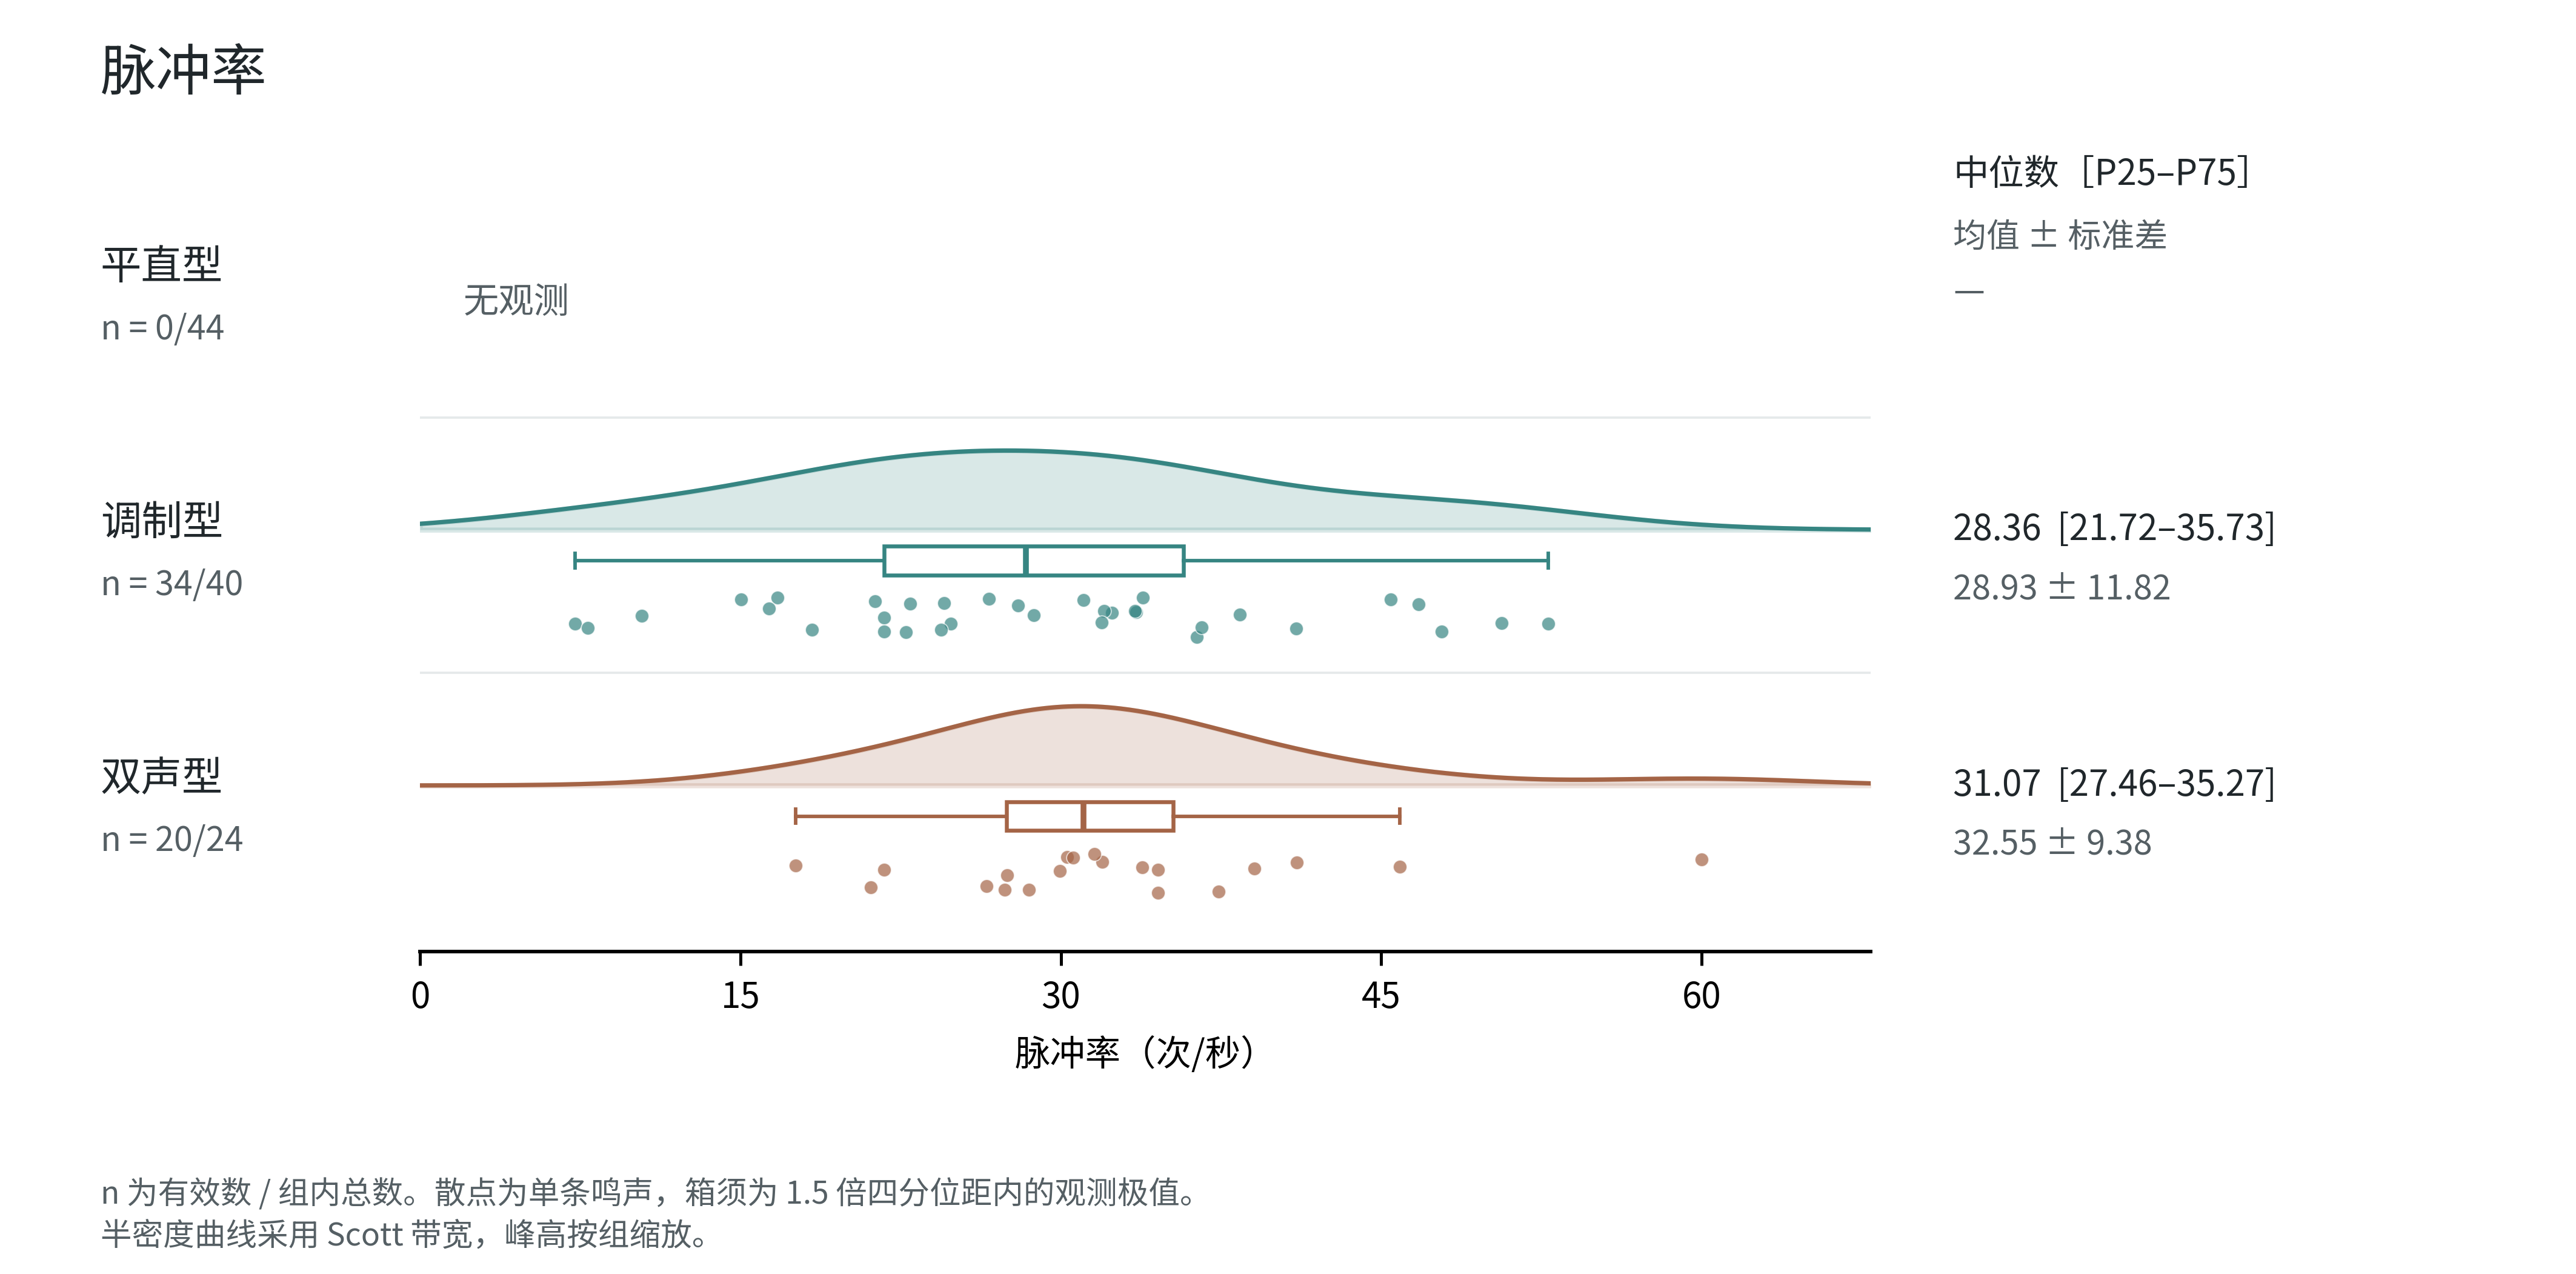 脉冲率
中位数［P25–P75］
均值 ± 标准差
平直型
n = 0/44
无观测
—
调制型
n = 34/40
28.36 [21.72–35.73]
28.93 ± 11.82
双声型
n = 20/24
31.07 [27.46–35.27]
32.55 ± 9.38
0 15 30 45 60
脉冲率（次/秒）
n 为有效数 / 组内总数。散点为单条鸣声，箱须为 1.5 倍四分位距内的观测极值。
半密度曲线采用 Scott 带宽，峰高按组缩放。